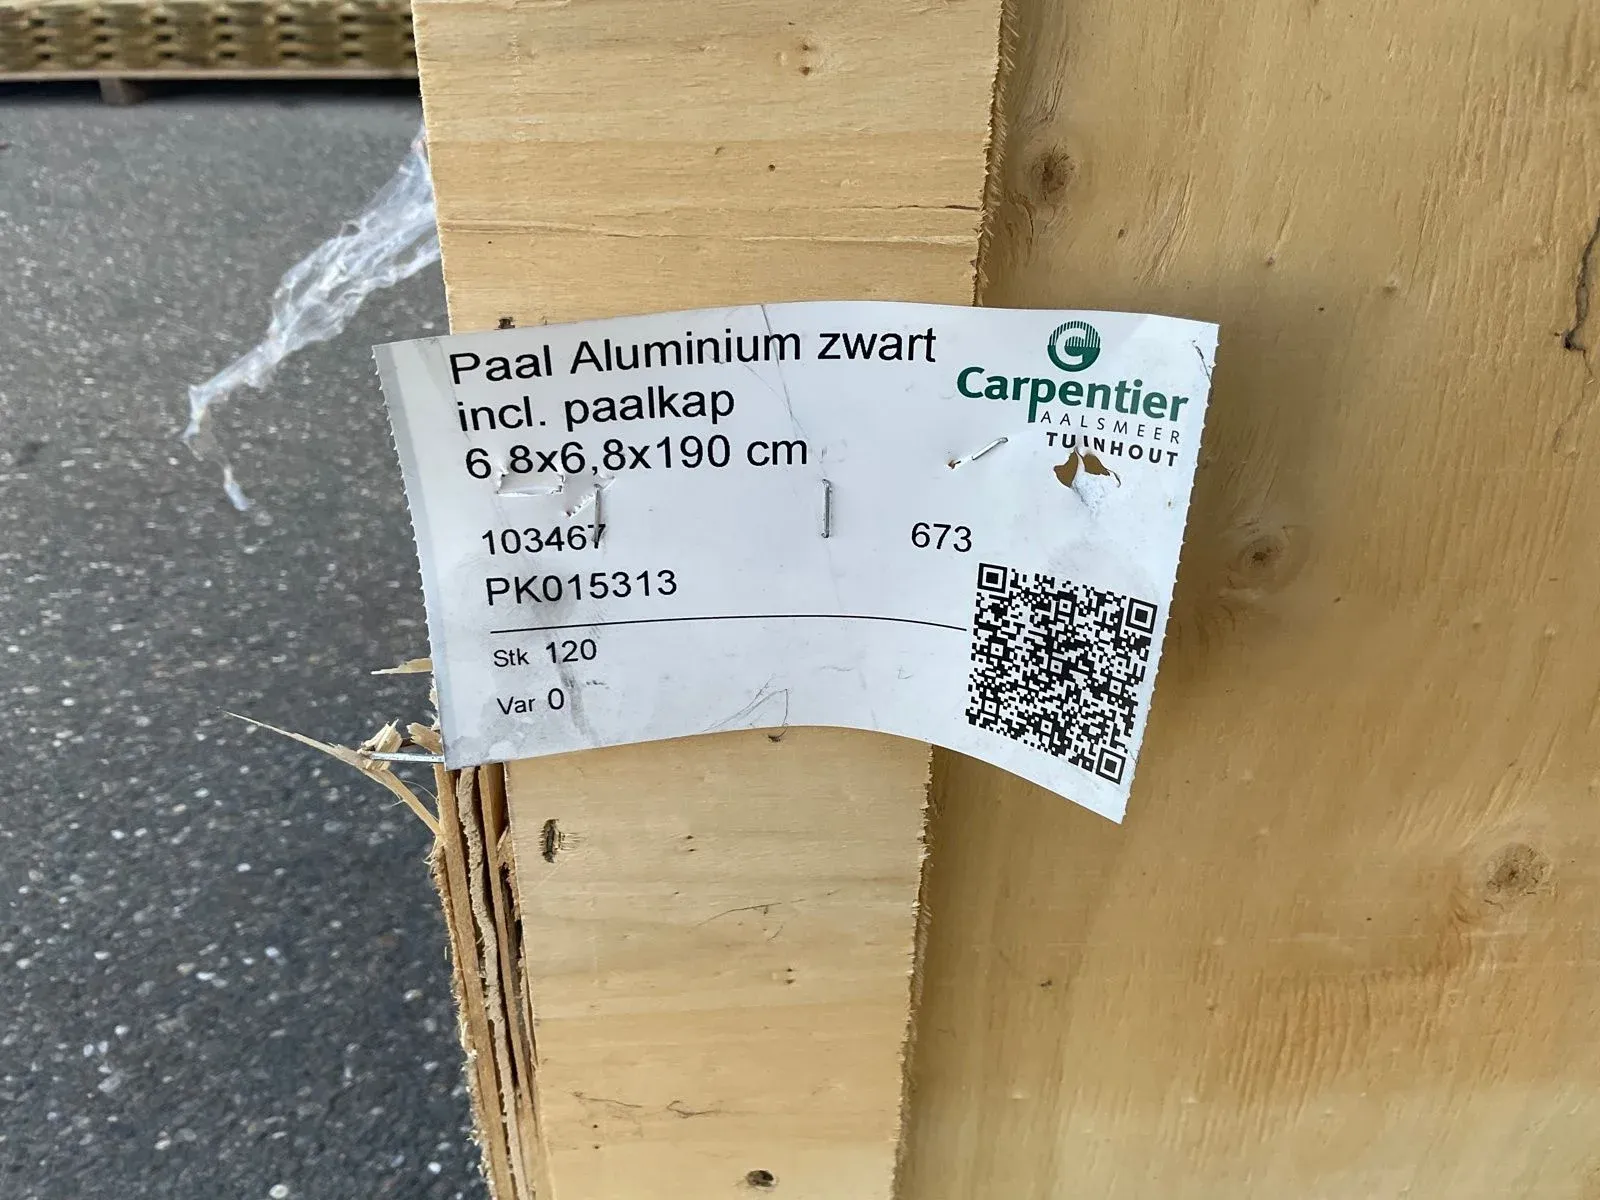 Paal Aluminium zwart
incl. paalkap
6,8x6,8x190 cm
Carpentier
AALSMEER
TUINHOUT
103467
673
PK015313
Stk 120
Var 0